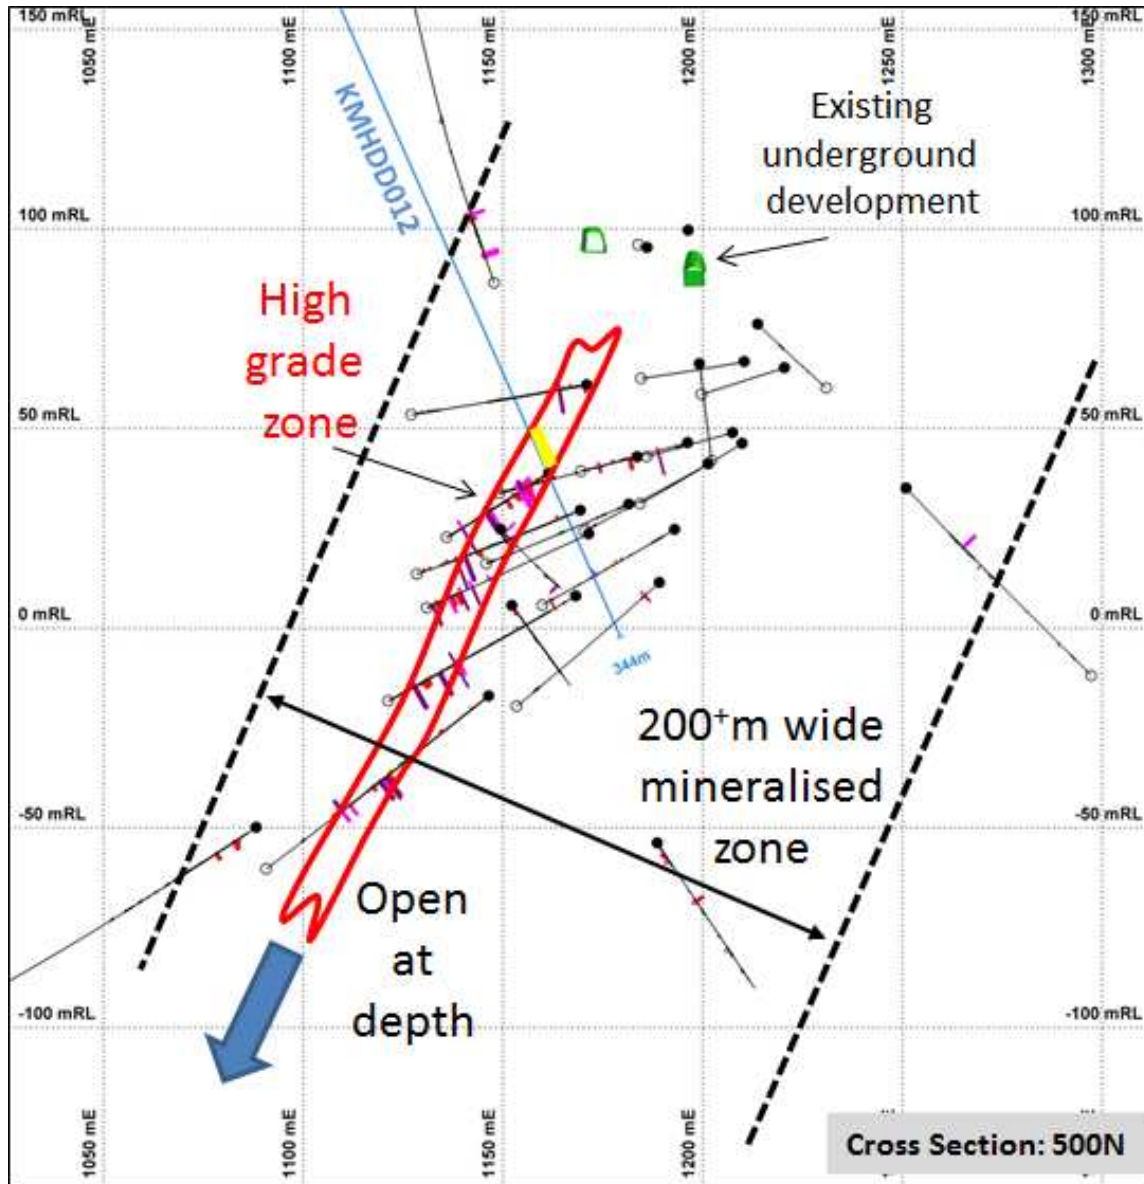 150 mRL
150 mRL
1050 mE
1100 mE
1150 mE
1200 mE
1250 mE
1300 mE
KMHDD012
Existing
underground
development
100 mRL
100 mRL
High
grade
zone
50 mRL
50 mRL
0 mRL
0 mRL
344m
200+m wide
mineralised
zone
-50 mRL
-50 mRL
Open
at
depth
-100 mRL
-100 mRL
1050 mE
1100 mE
1150 mE
1200 mE
Cross Section: 500N